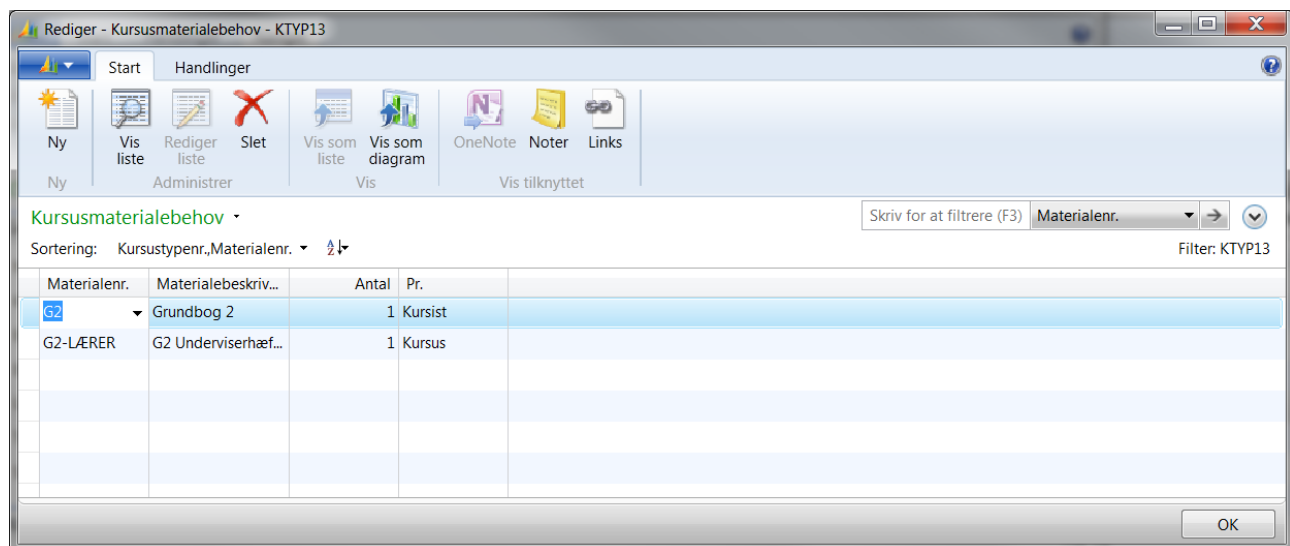 Rediger - Kursusmaterialebehov - KTYP13
Start Handlinger
Ny Vis liste Rediger liste Slet Vis som liste Vis som diagram OneNote Noter Links
Ny Administrer Vis Vis tilknyttet
Kursusmaterialebehov Skriv for at filtrere (F3) Materialenr.
Sortering: Kursustypenr.,Materialenr. Filter: KTYP13
Materialenr. Materialebeskriv... Antal Pr.
G2 Grundbog 2 1 Kursist
G2-LÆRER G2 Underviserhæf... 1 Kursus
OK